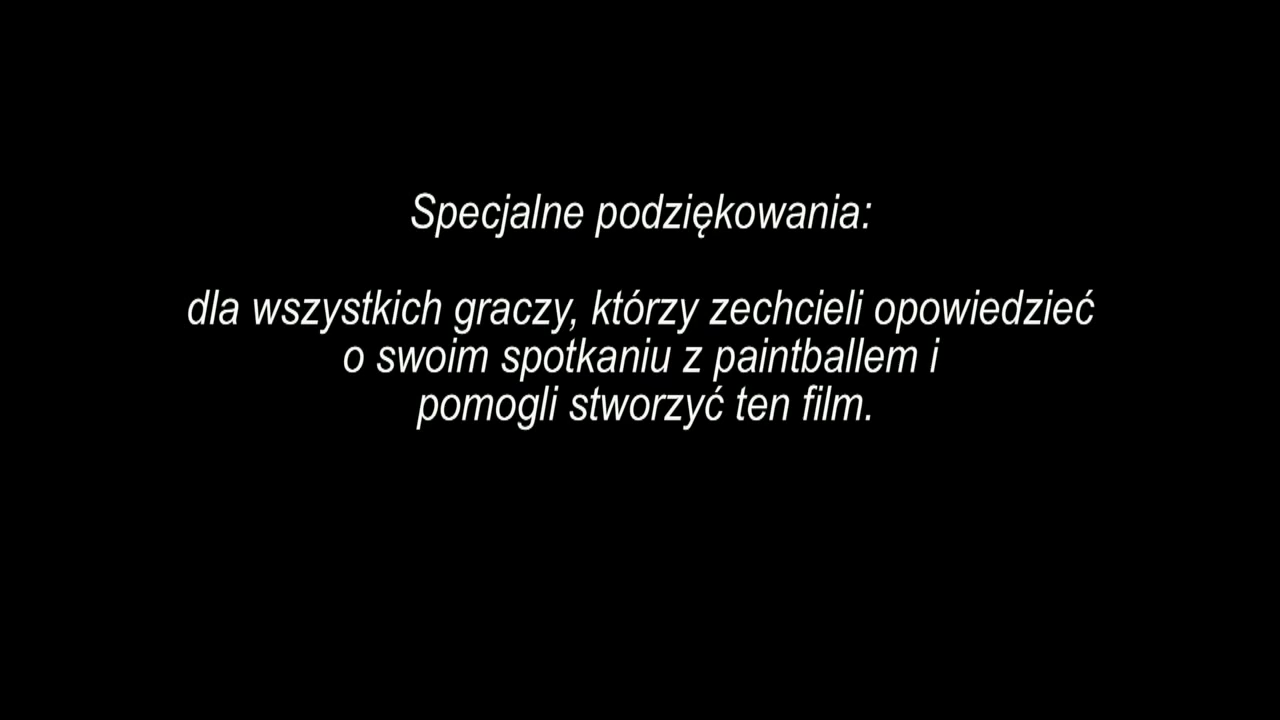 Specjalne podziękowania:
dla wszystkich graczy, którzy zechcieli opowiedzieć
o swoim spotkaniu z paintballem i
pomogli stworzyć ten film.